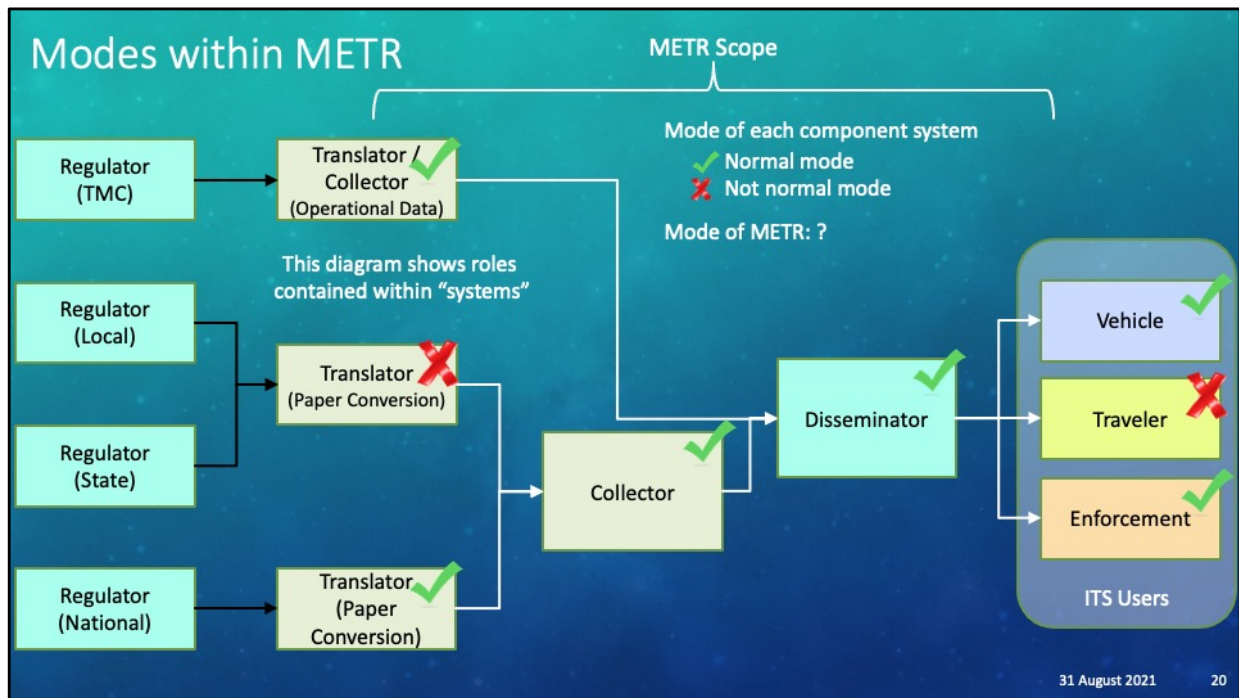 Modes within METR
METR Scope
Mode of each component system
Normal mode
Not normal mode
Mode of METR: ?
Regulator
(TMC)
Translator /
Collector
(Operational Data)
This diagram shows roles
contained within “systems”
Regulator
(Local)
Translator
(Paper Conversion)
Regulator
(State)
Regulator
(National)
Translator
(Paper
Conversion)
Collector
Disseminator
Vehicle
Traveler
Enforcement
ITS Users
31 August 2021
20